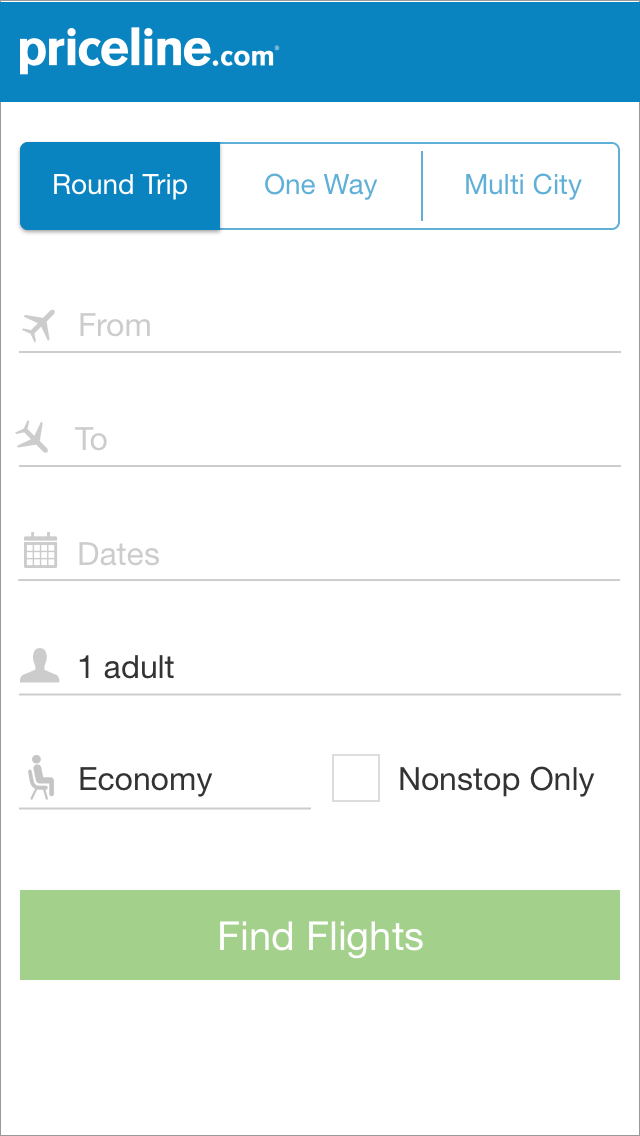 priceline.com®
Round Trip
One Way
Multi City
From
To
Dates
1 adult
Economy
Nonstop Only
Find Flights